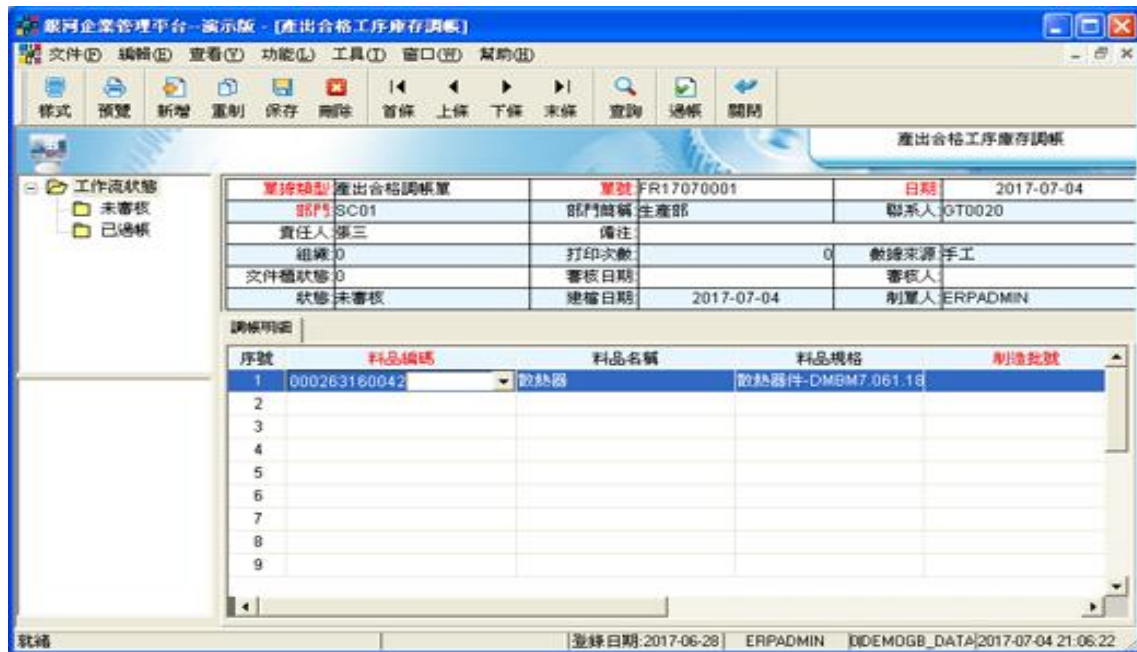 銀河企業管理平台--演示版 - [產出合格工序庫存調帳]
文件(F) 編輯(E) 查看(Y) 功能(L) 工具(T) 窗口(W) 幫助(H)
樣式 預覽 新增 重制 保存 刪除 首條 上條 下條 末條 查詢 過帳 關閉
產出合格工序庫存調帳
工作流狀態
未審核
已過帳
單據類型 產出合格調帳單 單號 FR17070001 日期 2017-07-04
部門 SC01 部門簡稱 生產部 聯系人 GT0020
責任人 張三 備注
組織 0 打印次數 0 數據來源 手工
文件櫃狀態 0 審核日期 審核人
狀態 未審核 建檔日期 2017-07-04 制單人 ERPADMIN
調帳明細
序號 料品編碼 料品名稱 料品規格 制造批號
1 000263160042 散熱器 散熱器件-DMBM7.061.18
2
3
4
5
6
7
8
9
就緒 登錄日期:2017-06-28 ERPADMIN DEMOGB_DATA 2017-07-04 21:06:22